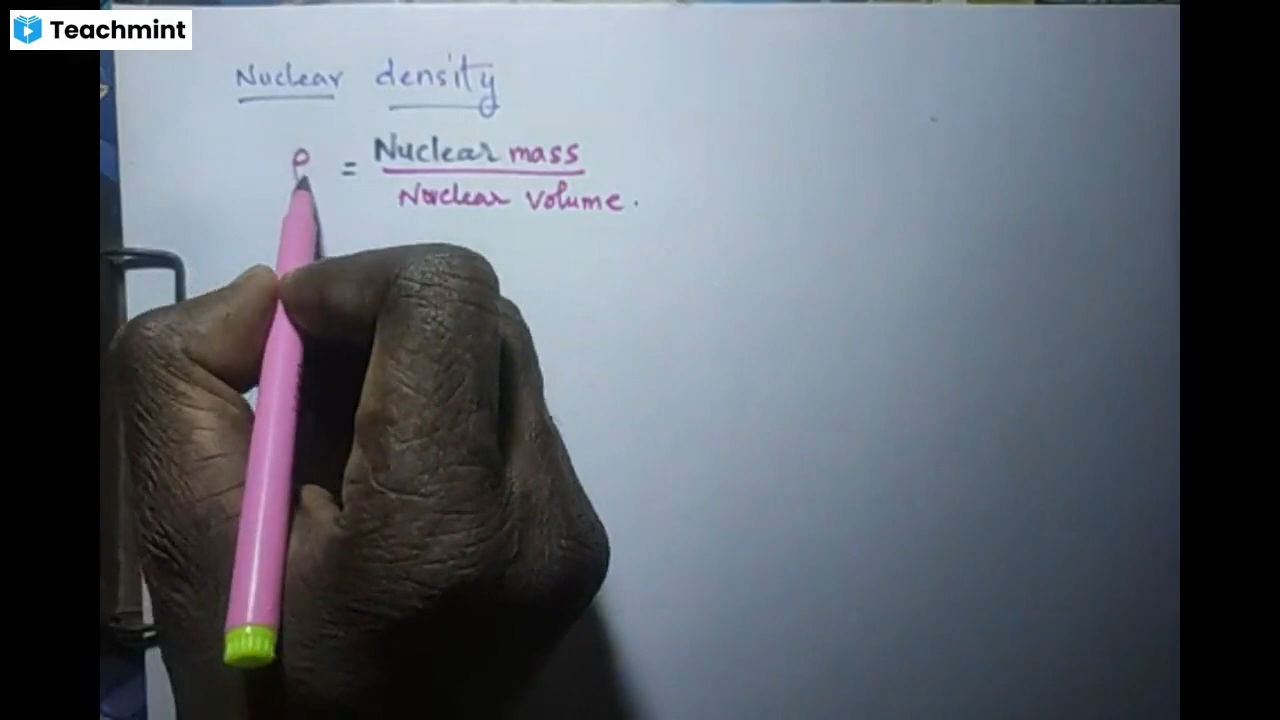 Teachmint
Nuclear density
ρ = Nuclear mass
Nuclear volume.